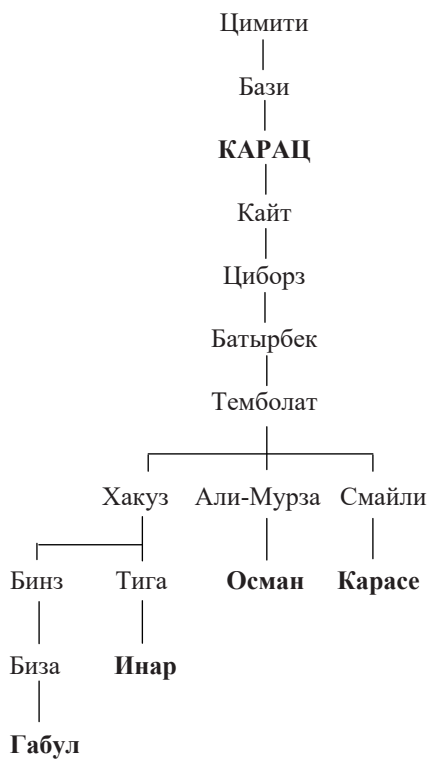 Цимити
Бази
КАРАЦ
Кайт
Циборз
Батырбек
Темболат
Хакуз Али-Мурза Смайли
Бинз Тига Осман Карасе
Биза Инар
Габул